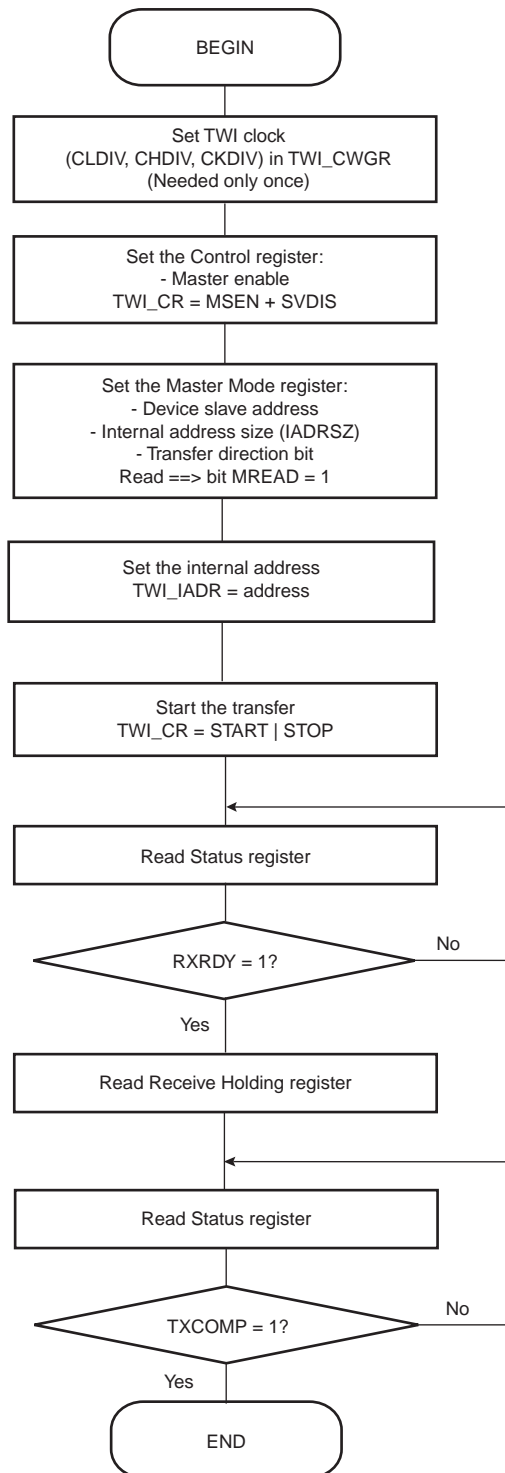 BEGIN
Set TWI clock
(CLDIV, CHDIV, CKDIV) in TWI_CWGR
(Needed only once)
Set the Control register:
- Master enable
TWI_CR = MSEN + SVDIS
Set the Master Mode register:
- Device slave address
- Internal address size (IADRSZ)
- Transfer direction bit
Read ==> bit MREAD = 1
Set the internal address
TWI_IADR = address
Start the transfer
TWI_CR = START | STOP
Read Status register
RXRDY = 1?
No
Yes
Read Receive Holding register
Read Status register
TXCOMP = 1?
No
Yes
END